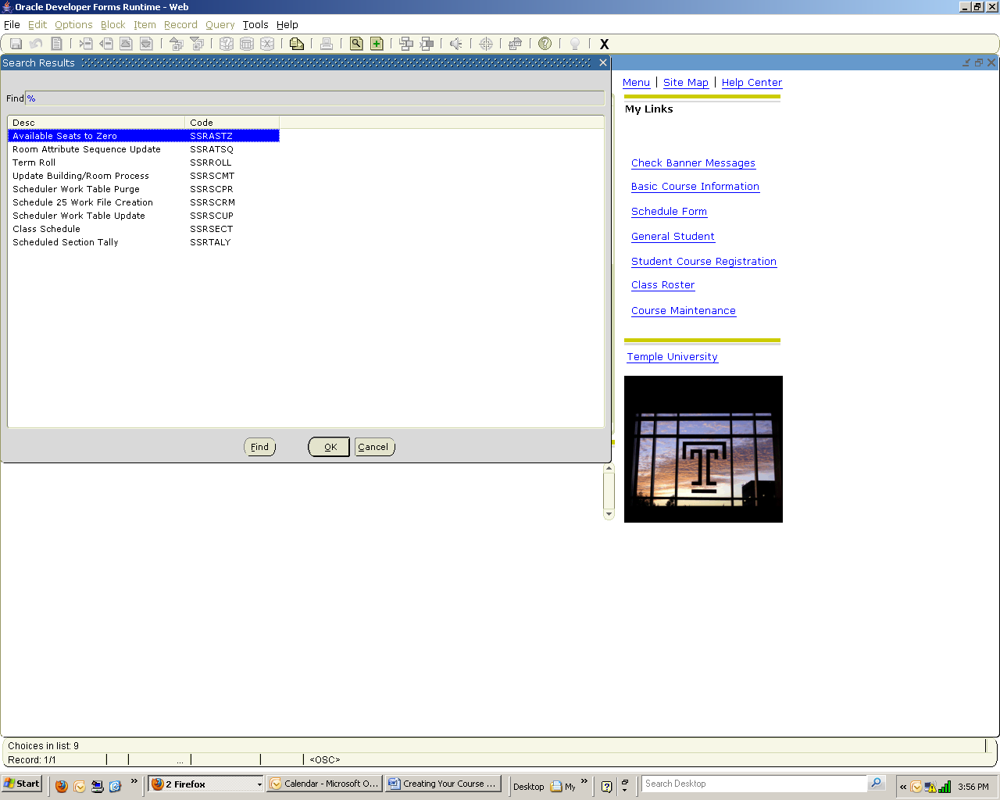 Oracle Developer Forms Runtime - Web
File Edit Options Block Item Record Query Tools Help
X
Search Results
Menu | Site Map | Help Center
My Links
Find %
Desc Code
Available Seats to Zero SSRASTZ
Room Attribute Sequence Update SSRATSQ
Term Roll SSRROLL
Update Building/Room Process SSRSCMT
Scheduler Work Table Purge SSRSCPR
Schedule 25 Work File Creation SSRSCRM
Scheduler Work Table Update SSRSCUP
Class Schedule SSRSECT
Scheduled Section Tally SSRTALY
Find OK Cancel
Check Banner Messages
Basic Course Information
Schedule Form
General Student
Student Course Registration
Class Roster
Course Maintenance
Temple University
T
Choices in list: 9
Record: 1/1 ... <OSC>
Start » 2 Firefox Calendar - Microsoft O... Creating Your Course ... Desktop My » Search Desktop « 3:56 PM